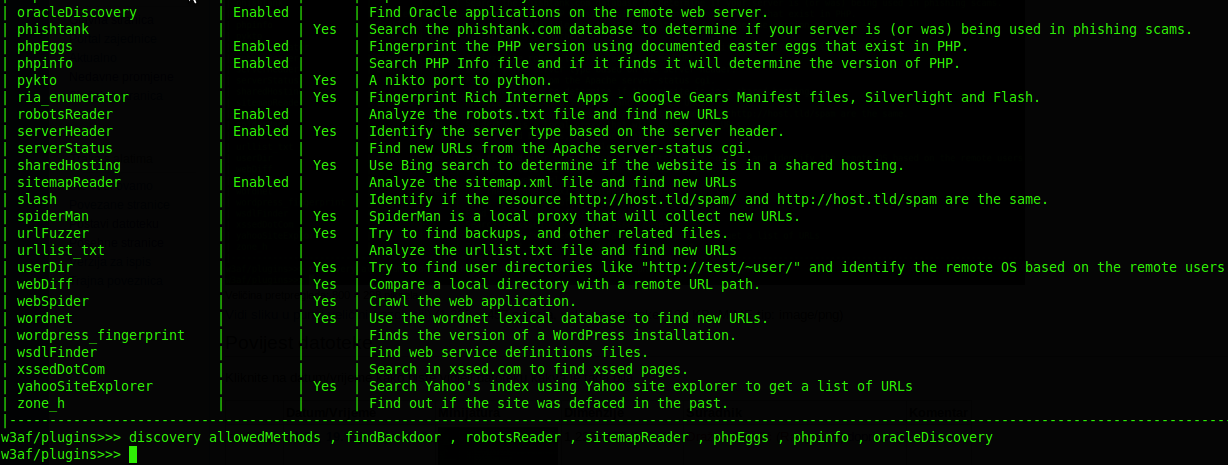 | oracleDiscovery | Enabled | | Find Oracle applications on the remote web server.
| phishtank | | Yes | Search the phishtank.com database to determine if your server is (or was) being used in phishing scams.
| phpEggs | Enabled | | Fingerprint the PHP version using documented easter eggs that exist in PHP.
| phpinfo | Enabled | | Search PHP Info file and if it finds it will determine the version of PHP.
| pykto | | Yes | A nikto port to python.
| ria_enumerator | | Yes | Fingerprint Rich Internet Apps - Google Gears Manifest files, Silverlight and Flash.
| robotsReader | Enabled | | Analyze the robots.txt file and find new URLs
| serverHeader | Enabled | Yes | Identify the server type based on the server header.
| serverStatus | | | Find new URLs from the Apache server-status cgi.
| sharedHosting | | Yes | Use Bing search to determine if the website is in a shared hosting.
| sitemapReader | Enabled | | Analyze the sitemap.xml file and find new URLs
| slash | | | Identify if the resource http://host.tld/spam/ and http://host.tld/spam are the same.
| spiderMan | | Yes | SpiderMan is a local proxy that will collect new URLs.
| urlFuzzer | | Yes | Try to find backups, and other related files.
| urllist_txt | | | Analyze the urllist.txt file and find new URLs
| userDir | | Yes | Try to find user directories like "http://test/~user/" and identify the remote OS based on the remote users
| webDiff | | Yes | Compare a local directory with a remote URL path.
| webSpider | | Yes | Crawl the web application.
| wordnet | | Yes | Use the wordnet lexical database to find new URLs.
| wordpress_fingerprint | | | Finds the version of a WordPress installation.
| wsdlFinder | | | Find web service definitions files.
| xssedDotCom | | | Search in xssed.com to find xssed pages.
| yahooSiteExplorer | | Yes | Search Yahoo's index using Yahoo site explorer to get a list of URLs
| zone_h | | | Find out if the site was defaced in the past.
w3af/plugins>>> discovery allowedMethods , findBackdoor , robotsReader , sitemapReader , phpEggs , phpinfo , oracleDiscovery
w3af/plugins>>>